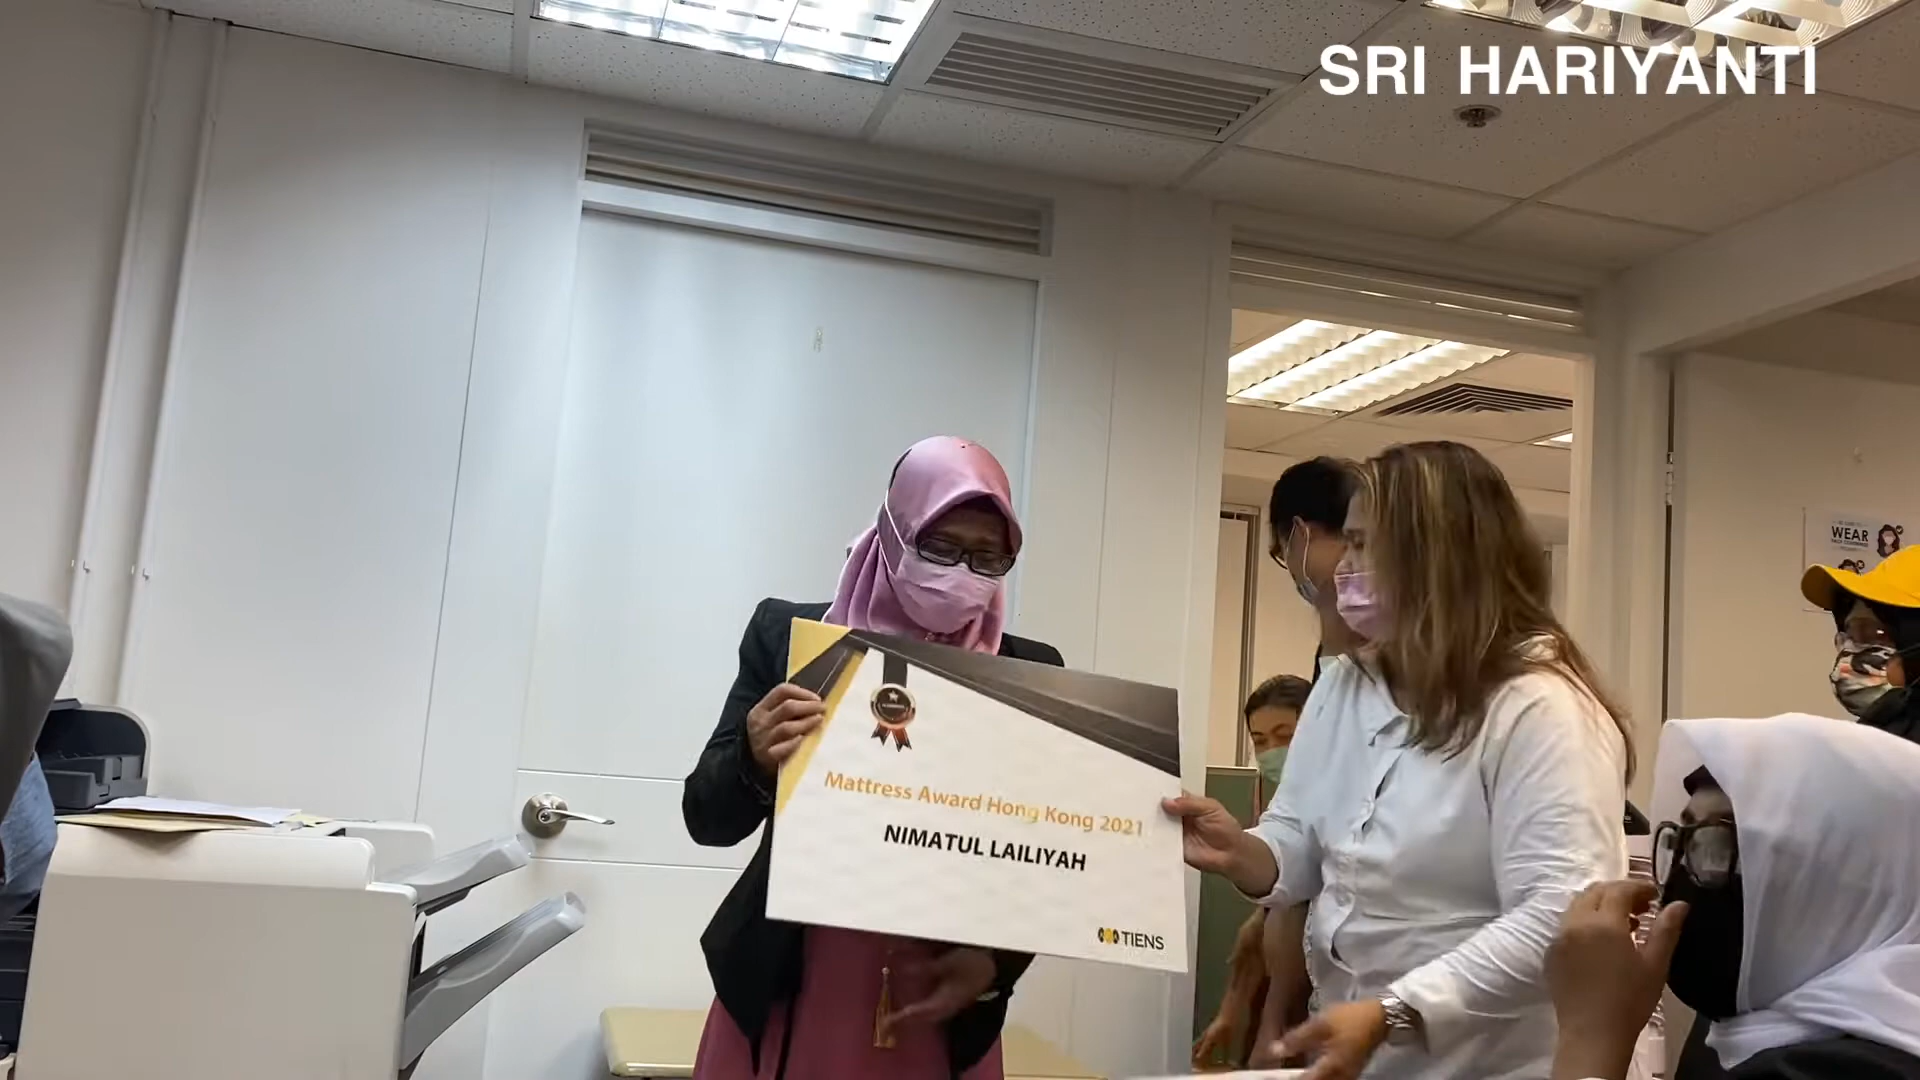 SRI HARIYANTI
WEAR
Mattress Award Hong Kong 2021
NIMATUL LAILIYAH
TIENS